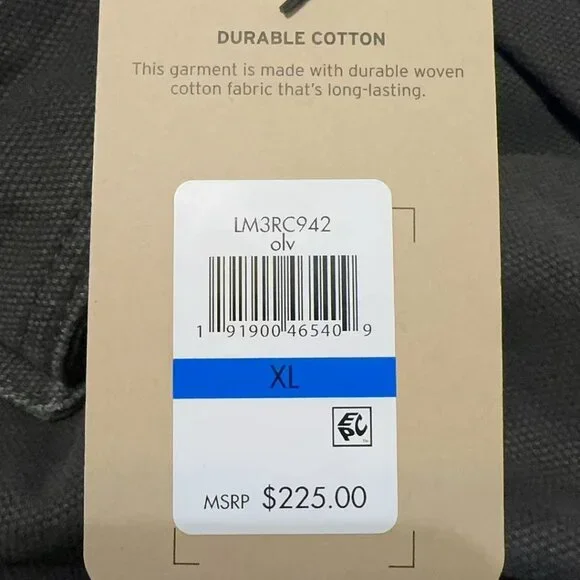 DURABLE COTTON
This garment is made with durable woven
cotton fabric that's long-lasting.
LM3RC942
olv
1 91900 46540 9
XL
EPC
MSRP $225.00